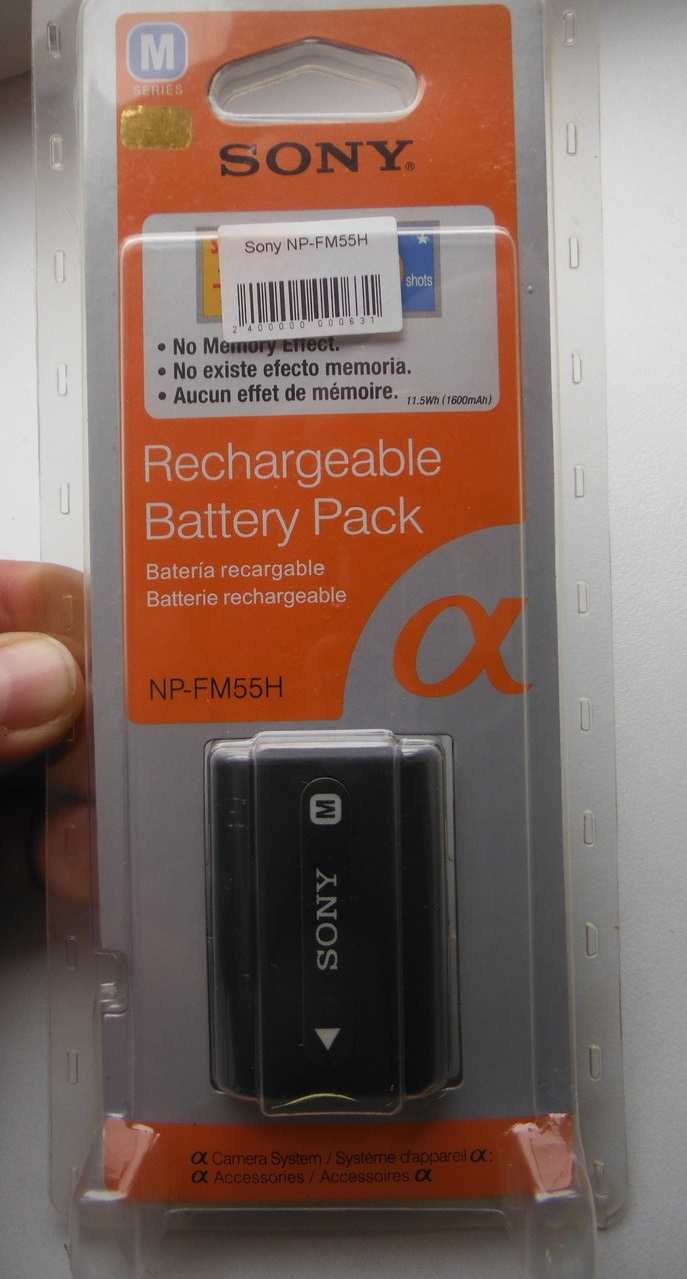 M
SERIES
SONY®
Sony NP-FM55H
shots
2 400000 000631
• No Memory Effect.
• No existe efecto memoria.
• Aucun effet de mémoire.
11.5Wh (1600mAh)
Rechargeable
Battery Pack
Batería recargable
Batterie rechargeable
α
NP-FM55H
M
SONY
α Camera System / Système d'appareil α:
α Accessories / Accessoires α